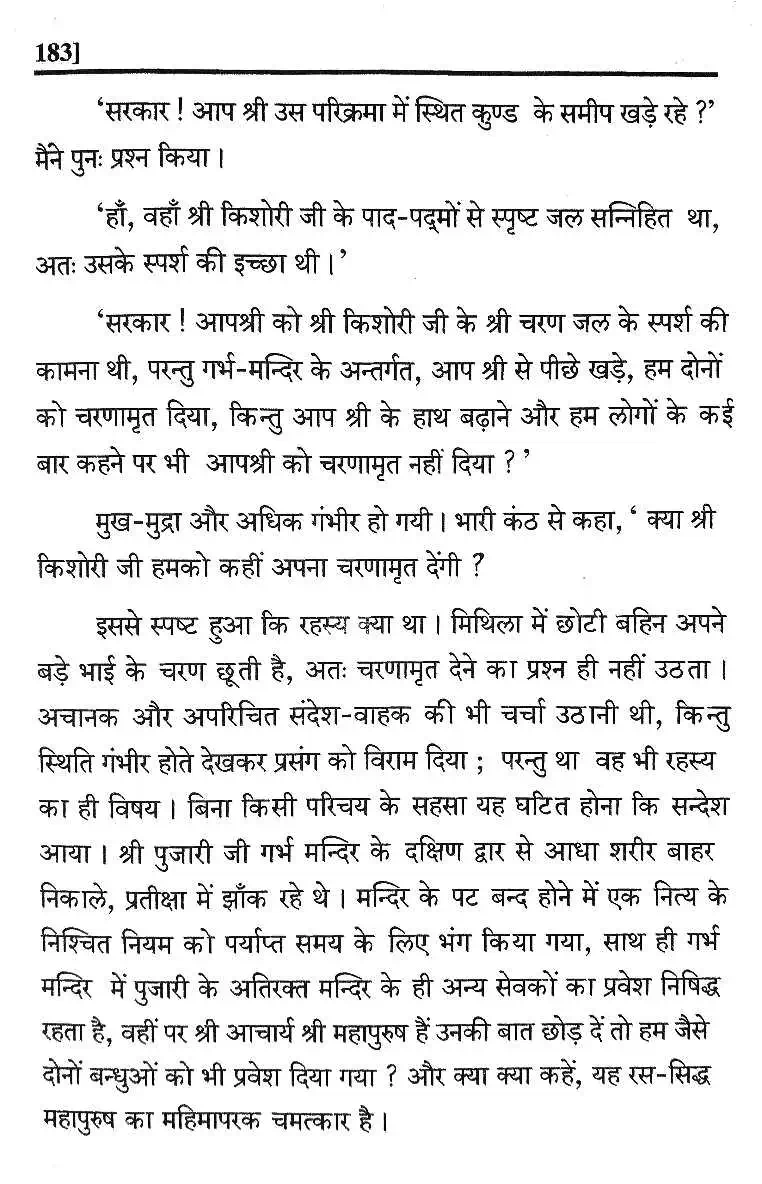 183]
‘सरकार ! आप श्री उस परिक्रमा में स्थित कुण्ड के समीप खड़े रहे ?’
मैंने पुनः प्रश्न किया ।
‘हाँ, वहाँ श्री किशोरी जी के पाद-पद्मों से स्पृष्ट जल सन्निहित था,
अतः उसके स्पर्श की इच्छा थी ।’
‘सरकार ! आपश्री को श्री किशोरी जी के श्री चरण जल के स्पर्श की
कामना थी, परन्तु गर्भ-मन्दिर के अन्तर्गत, आप श्री से पीछे खड़े, हम दोनों
को चरणामृत दिया, किन्तु आप श्री के हाथ बढ़ाने और हम लोगों के कई
बार कहने पर भी आपश्री को चरणामृत नहीं दिया ? ’
मुख-मुद्रा और अधिक गंभीर हो गयी । भारी कंठ से कहा, ‘ क्या श्री
किशोरी जी हमको कहीं अपना चरणामृत देंगी ?
इससे स्पष्ट हुआ कि रहस्य क्या था । मिथिला में छोटी बहिन अपने
बड़े भाई के चरण छूती है, अतः चरणामृत देने का प्रश्न ही नहीं उठता ।
अचानक और अपरिचित संदेश-वाहक की भी चर्चा उठानी थी, किन्तु
स्थिति गंभीर होते देखकर प्रसंग को विराम दिया ; परन्तु था वह भी रहस्य
का ही विषय । बिना किसी परिचय के सहसा यह घटित होना कि सन्देश
आया । श्री पुजारी जी गर्भ मन्दिर के दक्षिण द्वार से आधा शरीर बाहर
निकाले, प्रतीक्षा में झाँक रहे थे । मन्दिर के पट बन्द होने में एक नित्य के
निश्चित नियम को पर्याप्त समय के लिए भंग किया गया, साथ ही गर्भ
मन्दिर में पुजारी के अतिरक्त मन्दिर के ही अन्य सेवकों का प्रवेश निषिद्ध
रहता है, वहीं पर श्री आचार्य श्री महापुरुष हैं उनकी बात छोड़ दें तो हम जैसे
दोनों बन्धुओं को भी प्रवेश दिया गया ? और क्या क्या कहें, यह रस-सिद्ध
महापुरुष का महिमापरक चमत्कार है ।